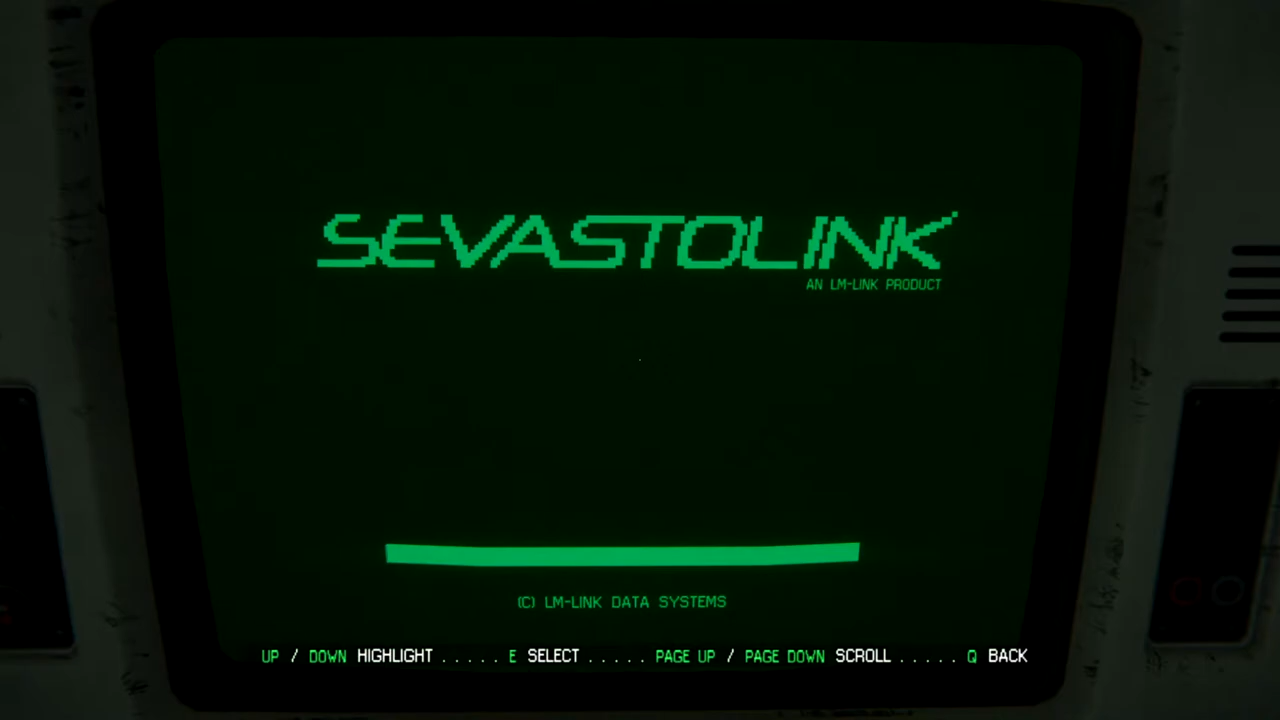 SEVASTOLINK
AN LM-LINK PRODUCT
(C) LM-LINK DATA SYSTEMS
UP / DOWN HIGHLIGHT ..... E SELECT ..... PAGE UP / PAGE DOWN SCROLL ..... Q BACK